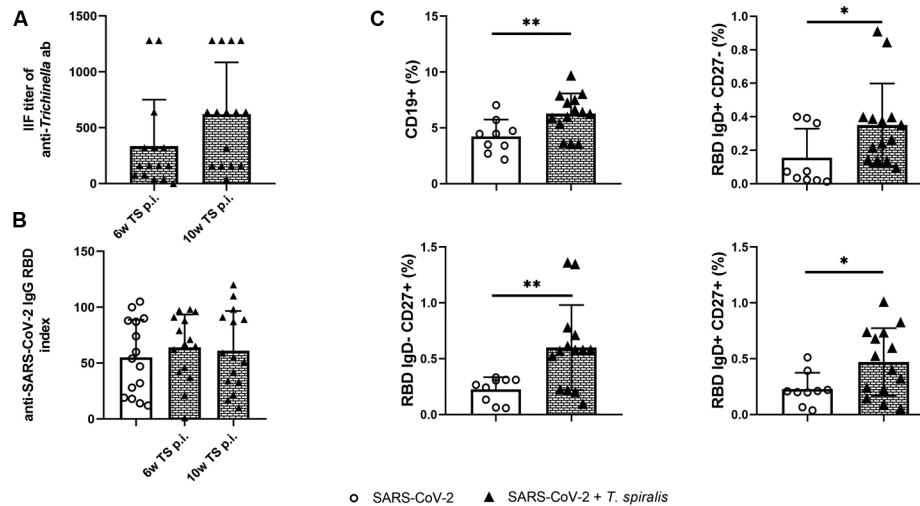 A
IIF titer of
anti-Trichinella ab
1500
1000
500
0
6w TS p.i.
10w TS p.i.
B
anti-SARS-CoV-2 IgG RBD
index
150
100
50
0
6w TS p.i.
10w TS p.i.
C
CD19+ (%)
15
10
5
0
**
RBD IgD+ CD27- (%)
1.0
0.8
0.6
0.4
0.2
0.0
*
RBD IgD- CD27+ (%)
1.5
1.0
0.5
0.0
**
RBD IgD+ CD27+ (%)
1.5
1.0
0.5
0.0
*
SARS-CoV-2
SARS-CoV-2 + T. spiralis